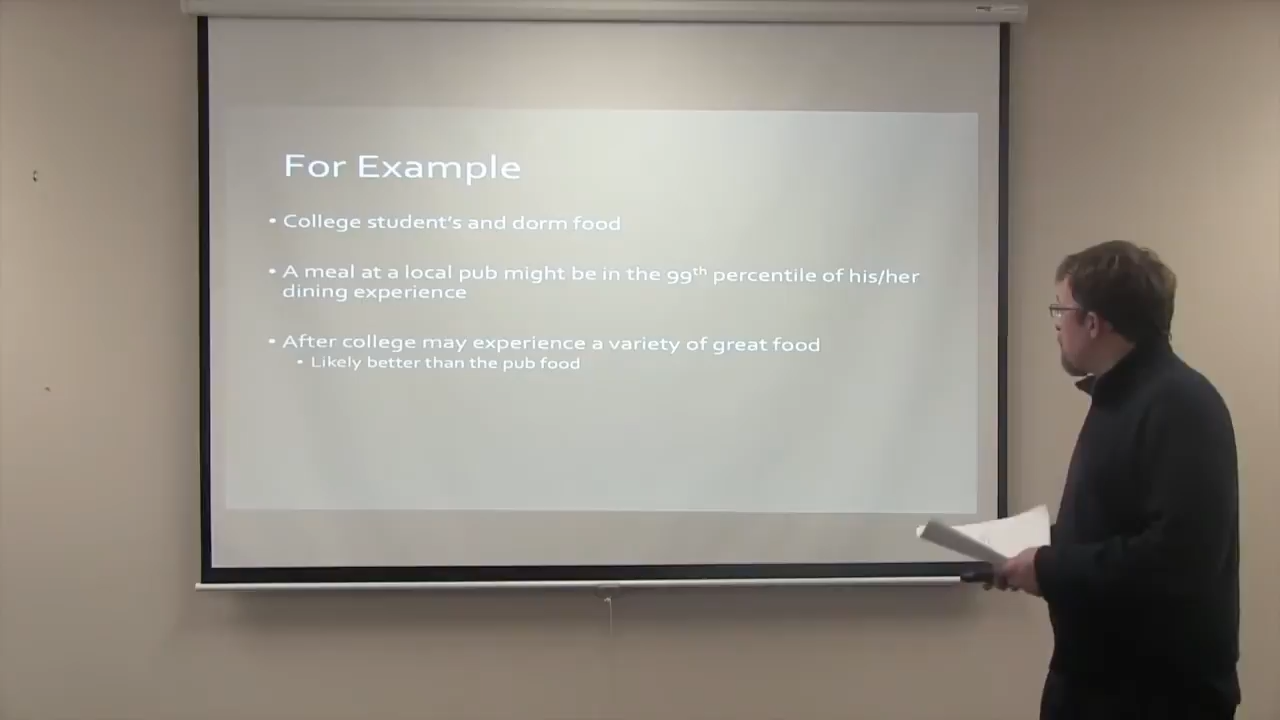 For Example
• College student's and dorm food
• A meal at a local pub might be in the 99th percentile of his/her
dining experience
• After college may experience a variety of great food
• Likely better than the pub food